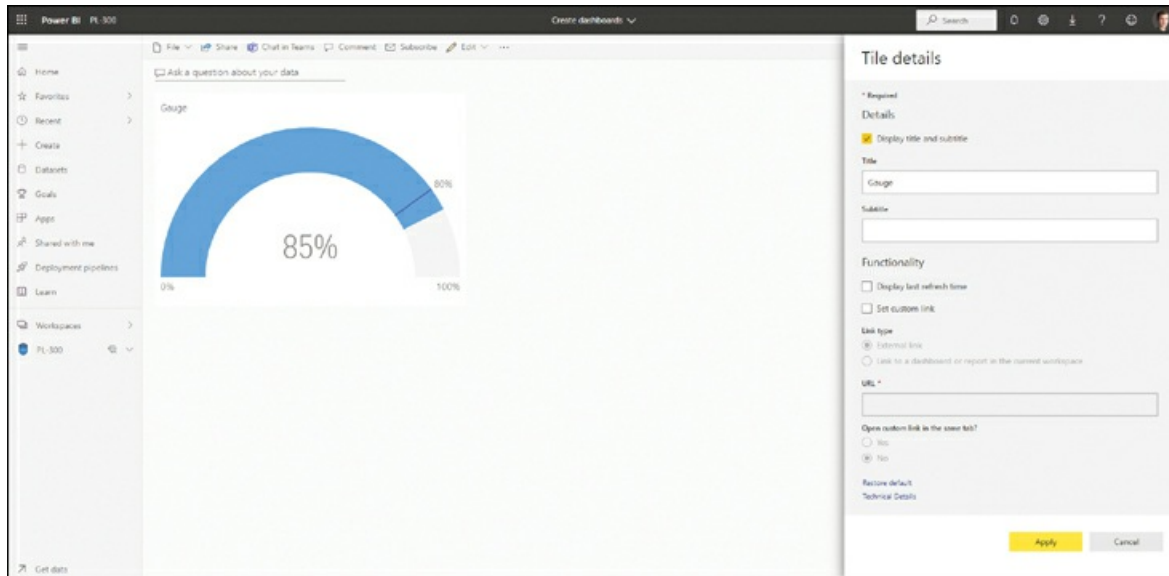 Power BI PL-300
Create dashboards
Search
?
Home
Favorites
Recent
Create
Datasets
Goals
Apps
Shared with me
Deployment pipelines
Learn
Workspaces
PL-300
Get data
File Share Chat in Teams Comment Subscribe Edit ...
Ask a question about your data
Gauge
80%
85%
0% 100%
Tile details
* Required
Details
Display title and subtitle
Title
Gauge
Subtitle
Functionality
Display last refresh time
Set custom link
Link type
External link
Link to a dashboard or report in the current workspace
URL *
Open custom link in the same tab?
Yes
No
Restore default
Technical Details
Apply Cancel